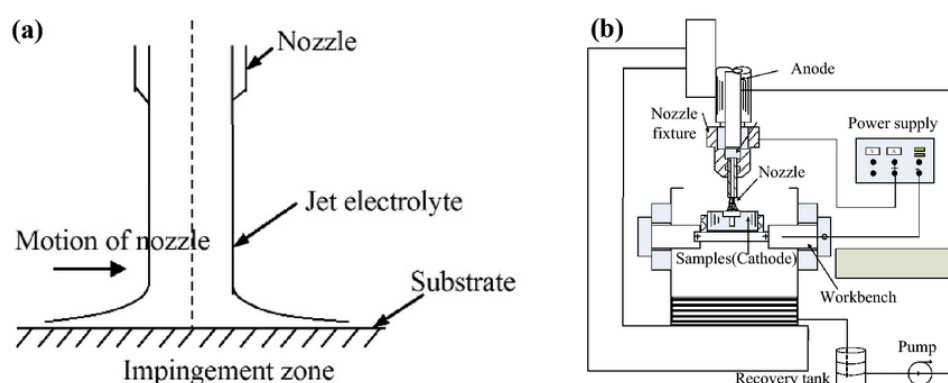 (a)
Nozzle
Jet electrolyte
Motion of nozzle
Substrate
Impingement zone
(b)
Anode
Nozzle
fixture
Power supply
V
A
Nozzle
Samples(Cathode)
Workbench
Pump
Recovery tank